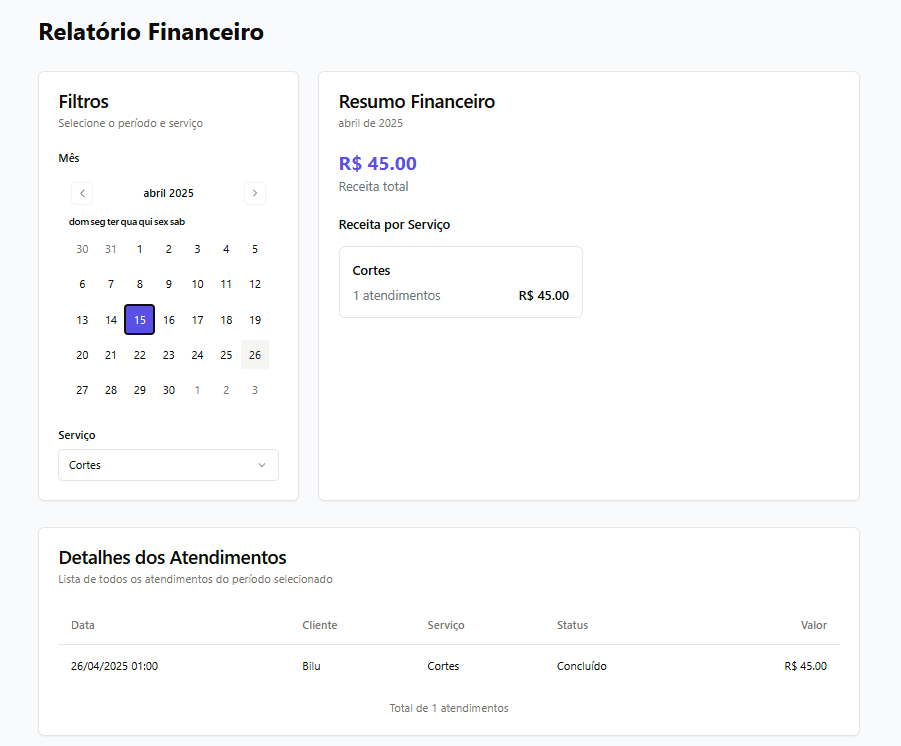 Relatório Financeiro
Filtros
Selecione o período e serviço
Mês
abril 2025
dom seg ter qua qui sex sab
30 31 1 2 3 4 5
6 7 8 9 10 11 12
13 14 15 16 17 18 19
20 21 22 23 24 25 26
27 28 29 30 1 2 3
Serviço
Cortes
Resumo Financeiro
abril de 2025
R$ 45.00
Receita total
Receita por Serviço
Cortes
1 atendimentos R$ 45.00
Detalhes dos Atendimentos
Lista de todos os atendimentos do período selecionado
Data Cliente Serviço Status Valor
26/04/2025 01:00 Bilu Cortes Concluído R$ 45.00
Total de 1 atendimentos